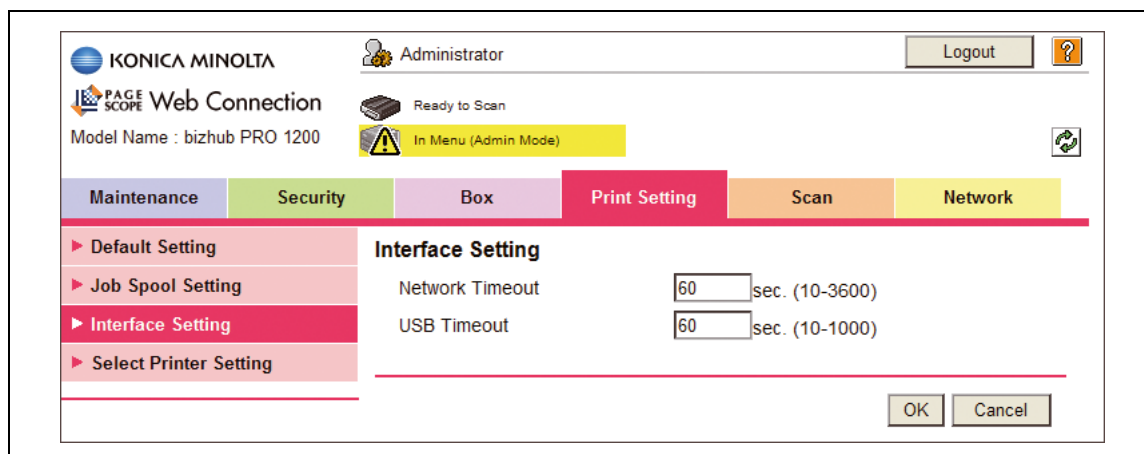 KONICA MINOLTA
Administrator
Logout
?
PAGE SCOPE Web Connection
Ready to Scan
Model Name : bizhub PRO 1200
In Menu (Admin Mode)
Maintenance Security Box Print Setting Scan Network
Default Setting
Job Spool Setting
Interface Setting
Select Printer Setting
Interface Setting
Network Timeout 60 sec. (10-3600)
USB Timeout 60 sec. (10-1000)
OK Cancel